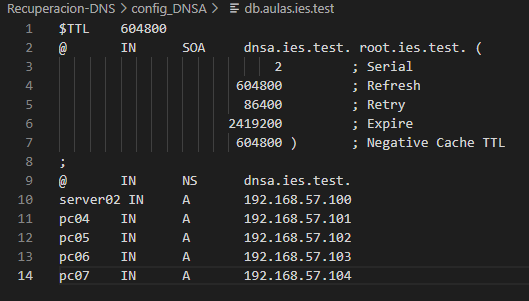 Recuperacion-DNS > config_DNSA > db.aulas.ies.test
1 $TTL 604800
2 @ IN SOA dnsa.ies.test. root.ies.test. (
3 2 ; Serial
4 604800 ; Refresh
5 86400 ; Retry
6 2419200 ; Expire
7 604800 ) ; Negative Cache TTL
8 ;
9 @ IN NS dnsa.ies.test.
10 server02 IN A 192.168.57.100
11 pc04 IN A 192.168.57.101
12 pc05 IN A 192.168.57.102
13 pc06 IN A 192.168.57.103
14 pc07 IN A 192.168.57.104